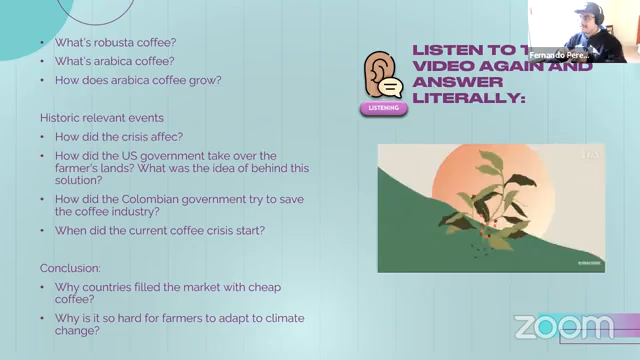 What's robusta coffee?
What's arabica coffee?
How does arabica coffee grow?
Historic relevant events
How did the crisis affec?
How did the US government take over the
farmer's lands? What was the idea of behind this
solution?
How did the Colombian government try to save
the coffee industry?
When did the current coffee crisis start?
Conclusion:
Why countries filled the market with cheap
coffee?
Why is it so hard for farmers to adapt to climate
change?
LISTENING
LISTEN TO
VIDEO AGAIN AND
ANSWER
LITERALLY:
Fernando Pere...
zoom